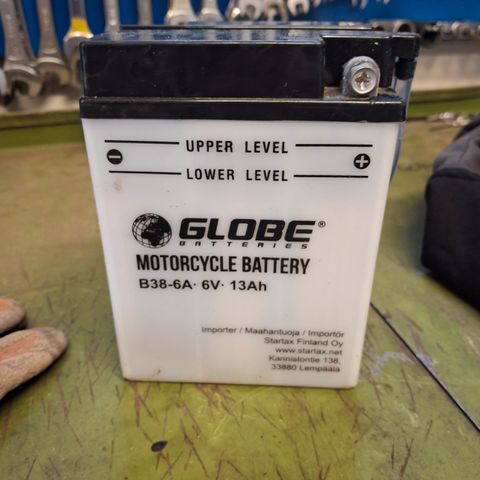 UPPER LEVEL
LOWER LEVEL
GLOBE®
BATTERIES
MOTORCYCLE BATTERY
B38-6A· 6V· 13Ah
Importer / Maahantuoja / Importör
Startax Finland Oy
www.startax.net
Kannistontie 138,
33880 Lempäälä